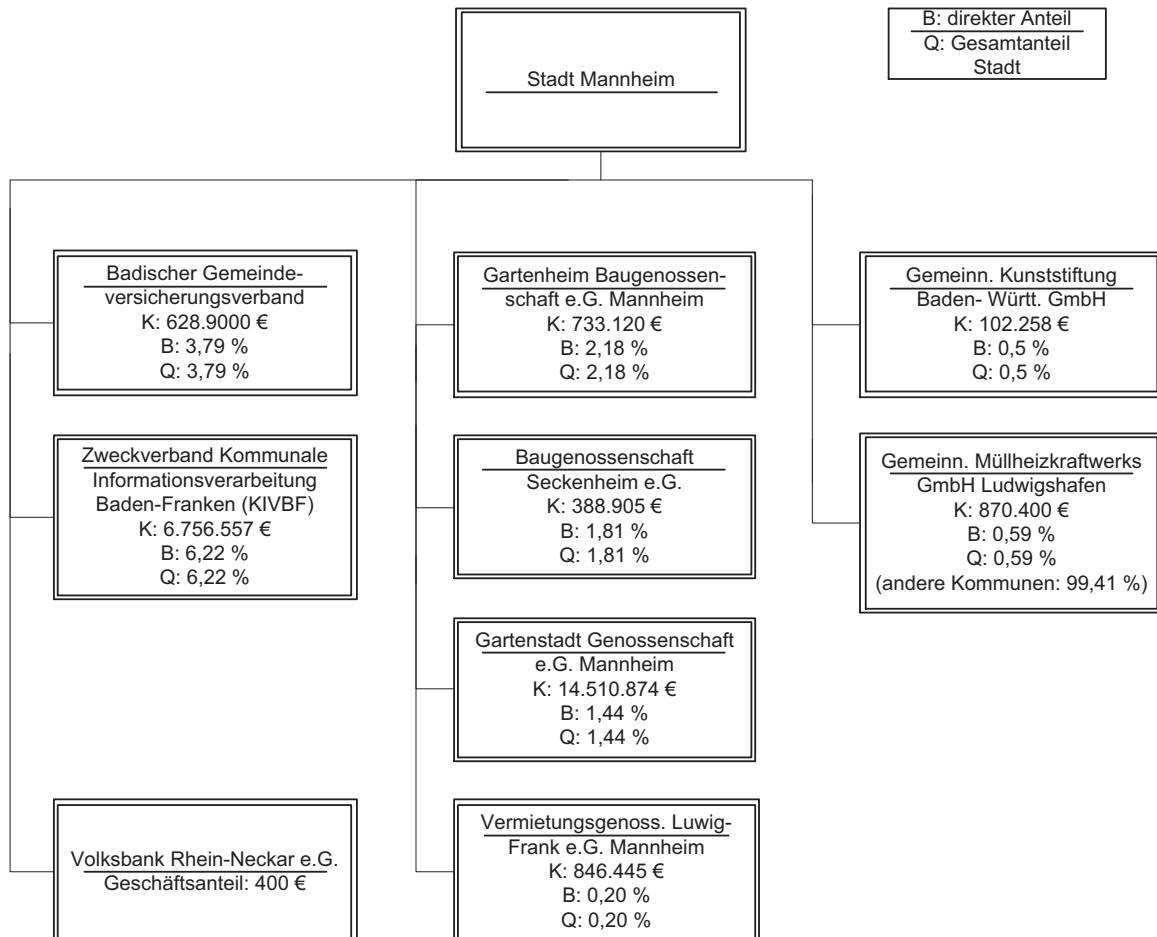 Stadt Mannheim
B: direkter Anteil
Q: Gesamtanteil
Stadt
Badischer Gemeinde-
versicherungsverband
K: 628.9000 €
B: 3,79 %
Q: 3,79 %
Gartenheim Baugenossen-
schaft e.G. Mannheim
K: 733.120 €
B: 2,18 %
Q: 2,18 %
Gemeinn. Kunststiftung
Baden- Württ. GmbH
K: 102.258 €
B: 0,5 %
Q: 0,5 %
Zweckverband Kommunale
Informationsverarbeitung
Baden-Franken (KIVBF)
K: 6.756.557 €
B: 6,22 %
Q: 6,22 %
Baugenossenschaft
Seckenheim e.G.
K: 388.905 €
B: 1,81 %
Q: 1,81 %
Gemeinn. Müllheizkraftwerks
GmbH Ludwigshafen
K: 870.400 €
B: 0,59 %
Q: 0,59 %
(andere Kommunen: 99,41 %)
Gartenstadt Genossenschaft
e.G. Mannheim
K: 14.510.874 €
B: 1,44 %
Q: 1,44 %
Volksbank Rhein-Neckar e.G.
Geschäftsanteil: 400 €
Vermietungsgenoss. Luwig-
Frank e.G. Mannheim
K: 846.445 €
B: 0,20 %
Q: 0,20 %